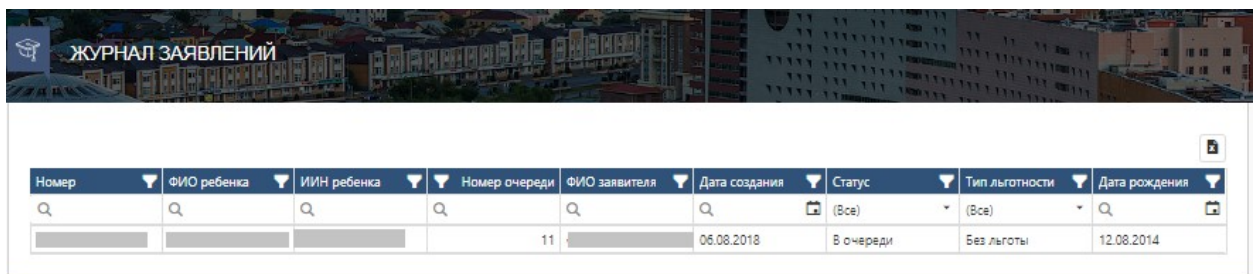 ЖУРНАЛ ЗАЯВЛЕНИЙ
Номер ФИО ребенка ИИН ребенка Номер очереди ФИО заявителя Дата создания Статус Тип льготности Дата рождения
(Все) (Все)
11 06.08.2018 В очереди Без льготы 12.08.2014